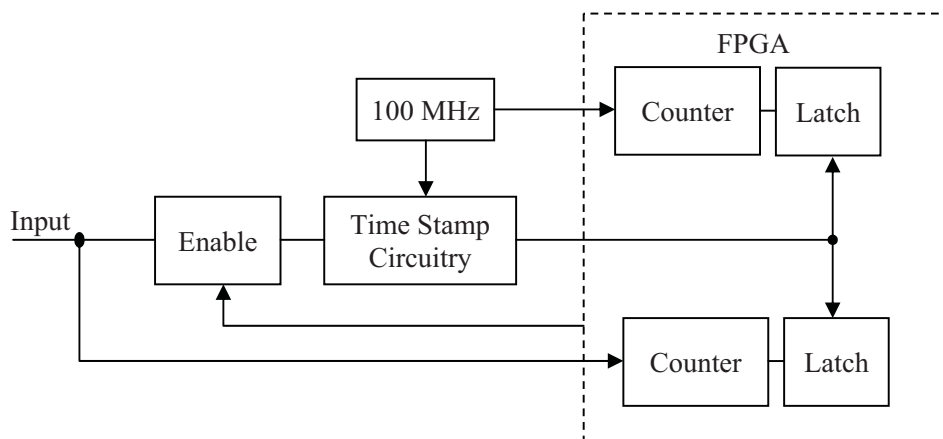 FPGA
100 MHz
Counter
Latch
Input
Enable
Time Stamp
Circuitry
Counter
Latch